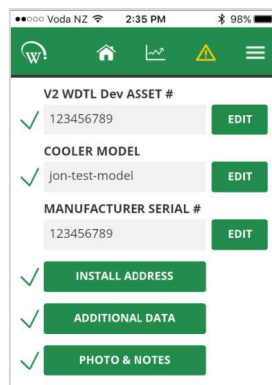 Voda NZ 2:35 PM 98%
W
V2 WDTL Dev ASSET #
123456789 EDIT
COOLER MODEL
jon-test-model EDIT
MANUFACTURER SERIAL #
123456789 EDIT
INSTALL ADDRESS
ADDITIONAL DATA
PHOTO & NOTES